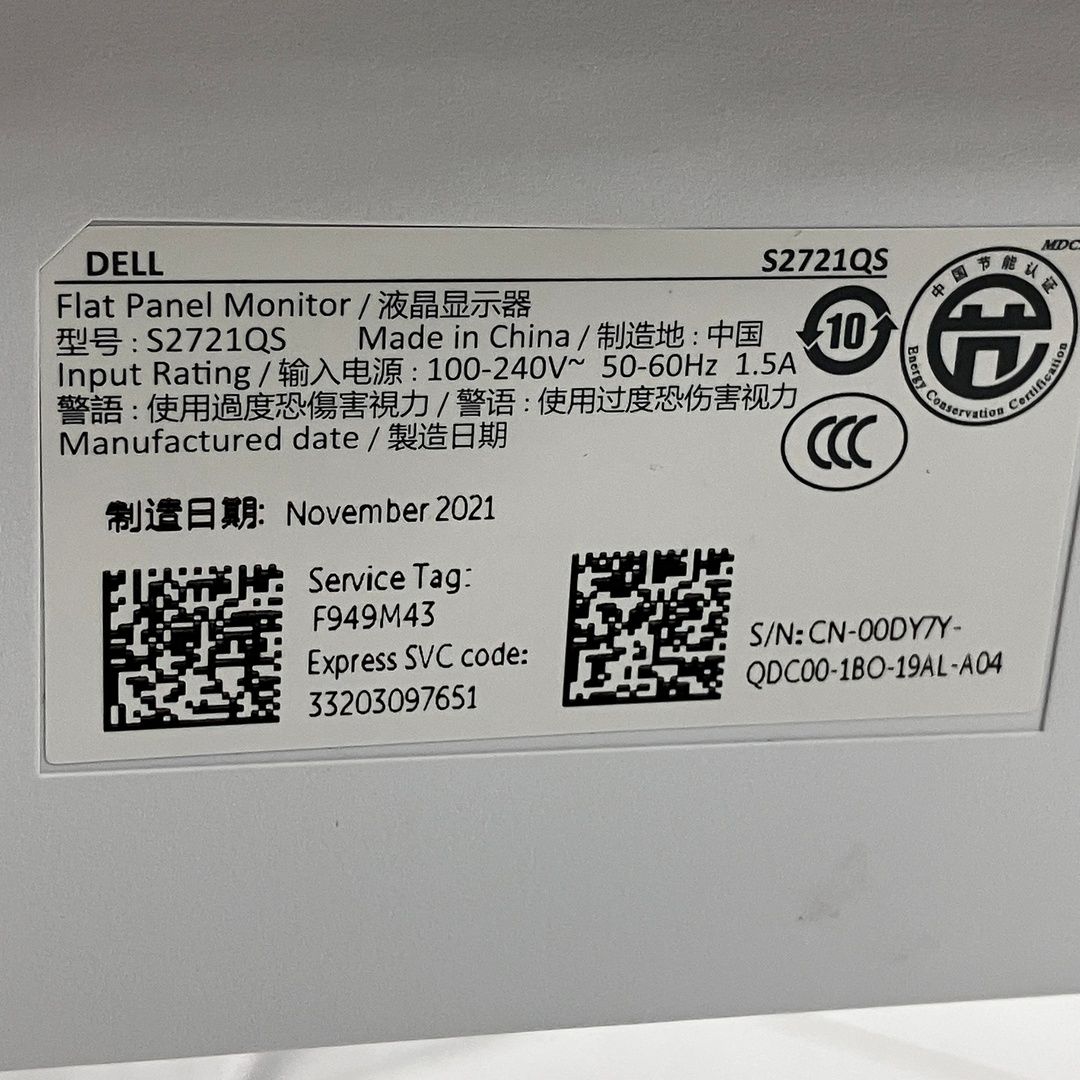 DELL S2721QS
Flat Panel Monitor / 液晶显示器
型号 : S2721QS Made in China / 制造地 : 中国
Input Rating / 输入电源 : 100-240V~ 50-60Hz 1.5A
警語 : 使用過度恐傷害視力 / 警语 : 使用过度恐伤害视力
Manufactured date / 製造日期
10
中国节能认证
Energy Conservation Certification
CCC
制造日期: November 2021
Service Tag:
F949M43
Express SVC code:
33203097651
S/N: CN-00DY7Y-
QDC00-1BO-19AL-A04